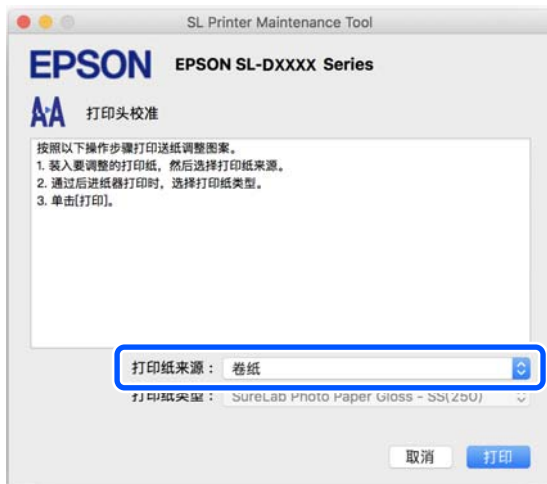 SL Printer Maintenance Tool
EPSON EPSON SL-DXXXX Series
打印头校准
按照以下操作步骤打印送纸调整图案。
1. 装入要调整的打印纸，然后选择打印纸来源。
2. 通过后进纸器打印时，选择打印纸类型。
3. 单击[打印]。
打印纸来源： 卷纸
打印纸类型： SureLab Photo Paper Gloss - SS(250)
取消 打印